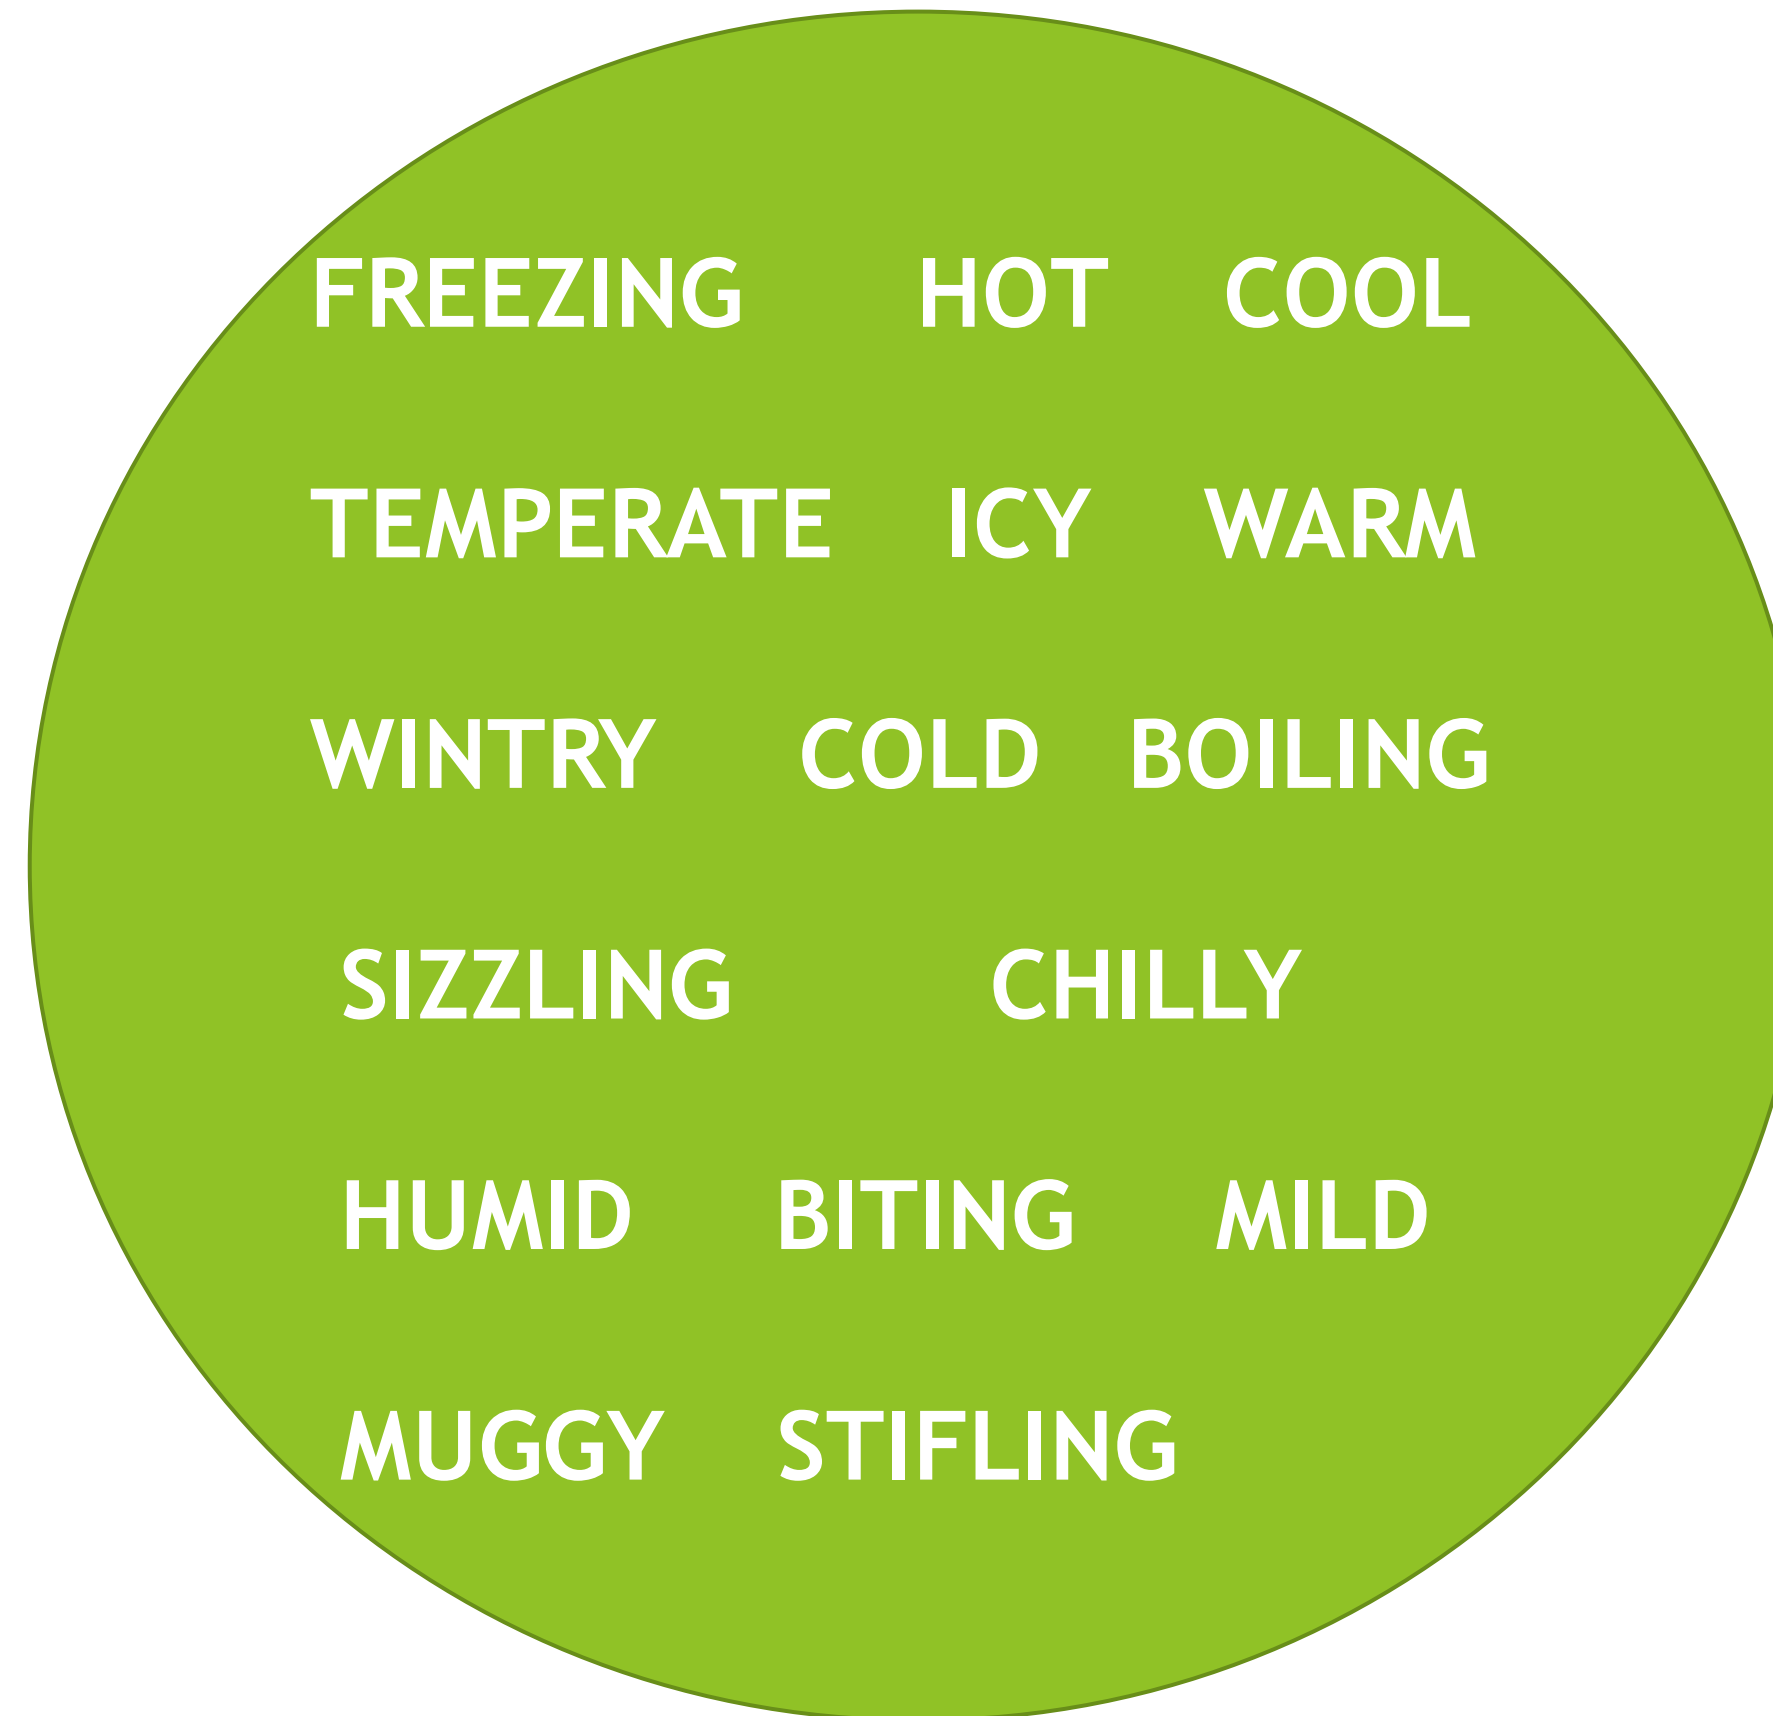 FREEZING HOT COOL
TEMPERATE ICY WARM
WINTRY COLD BOILING
SIZZLING CHILLY
HUMID BITING MILD
MUGGY STIFLING